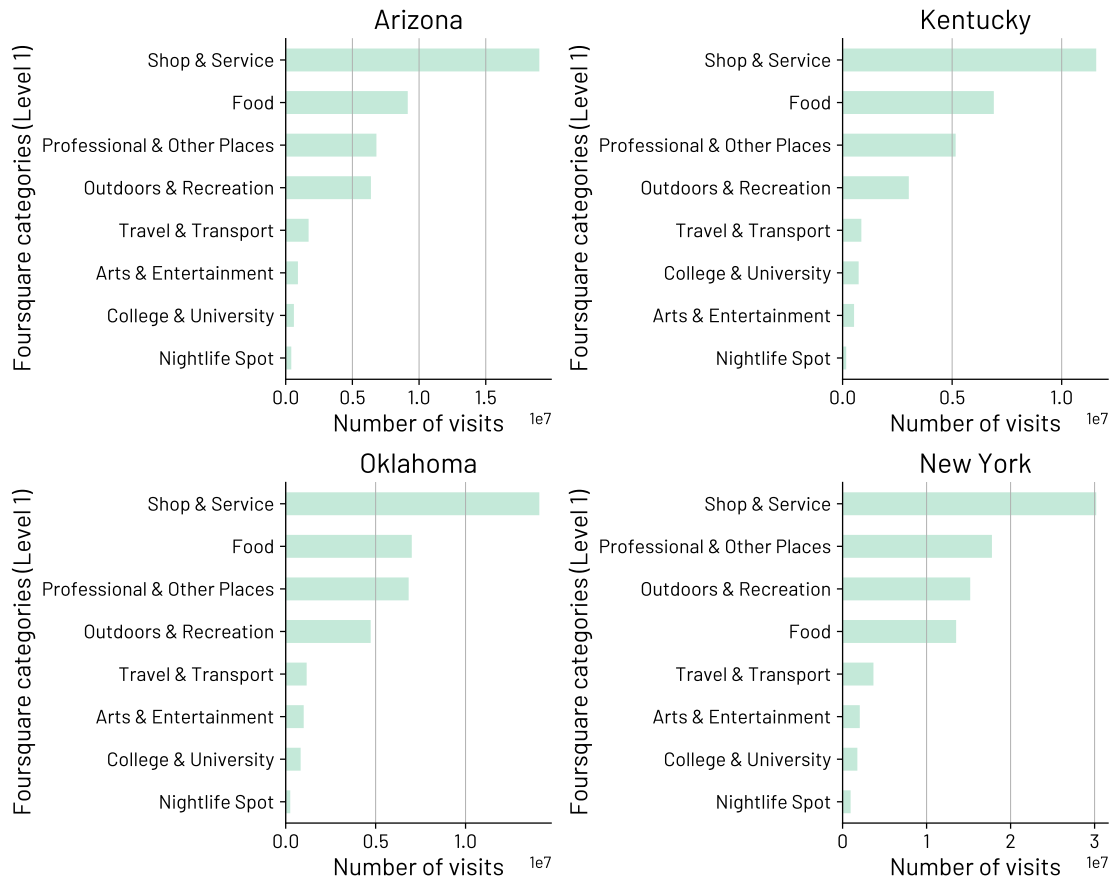 Arizona
Foursquare categories (Level 1)
Shop & Service
Food
Professional & Other Places
Outdoors & Recreation
Travel & Transport
Arts & Entertainment
College & University
Nightlife Spot
0.0 0.5 1.0 1.5
Number of visits
1e7
Kentucky
Foursquare categories (Level 1)
Shop & Service
Food
Professional & Other Places
Outdoors & Recreation
Travel & Transport
College & University
Arts & Entertainment
Nightlife Spot
0.0 0.5 1.0
Number of visits
1e7
Oklahoma
Foursquare categories (Level 1)
Shop & Service
Food
Professional & Other Places
Outdoors & Recreation
Travel & Transport
Arts & Entertainment
College & University
Nightlife Spot
0.0 0.5 1.0
Number of visits
1e7
New York
Foursquare categories (Level 1)
Shop & Service
Professional & Other Places
Outdoors & Recreation
Food
Travel & Transport
Arts & Entertainment
College & University
Nightlife Spot
0 1 2 3
Number of visits
1e7